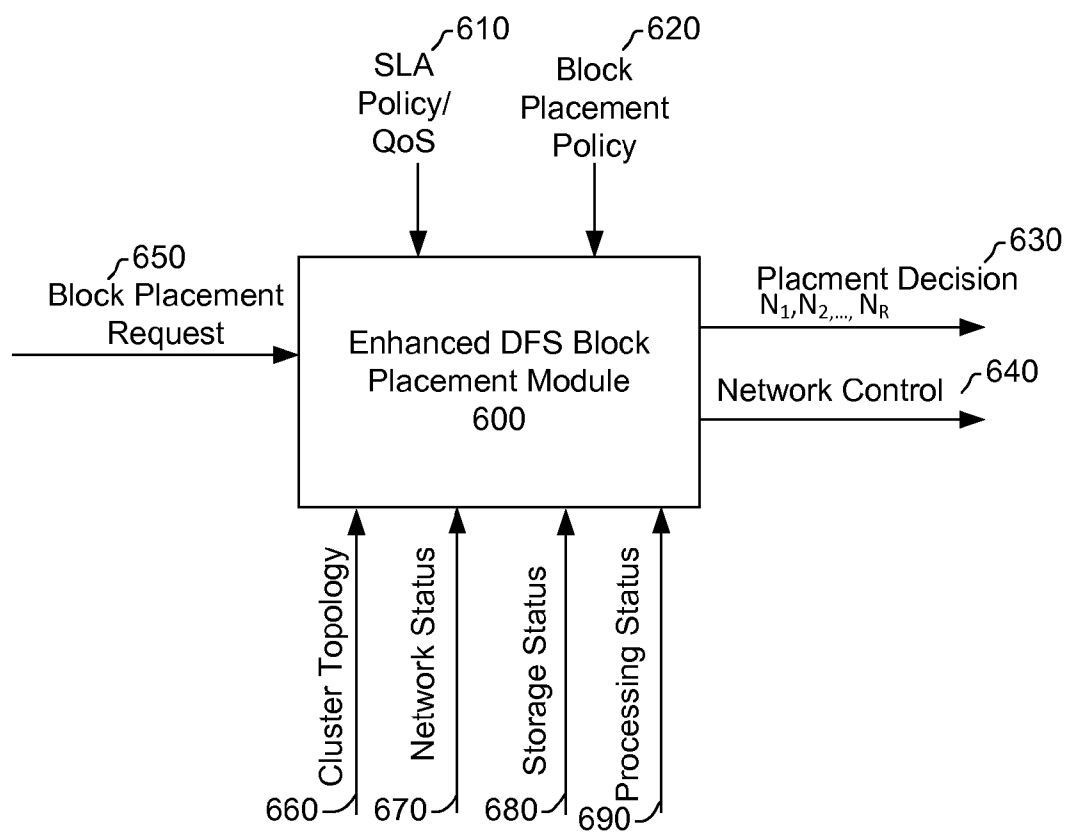 610
SLA
Policy/
QoS
620
Block
Placement
Policy
650
Block Placement
Request
630
Placment Decision
N1,N2,..., NR
640
Network Control
Enhanced DFS Block
Placement Module
600
Cluster Topology
Network Status
Storage Status
Processing Status
660
670
680
690